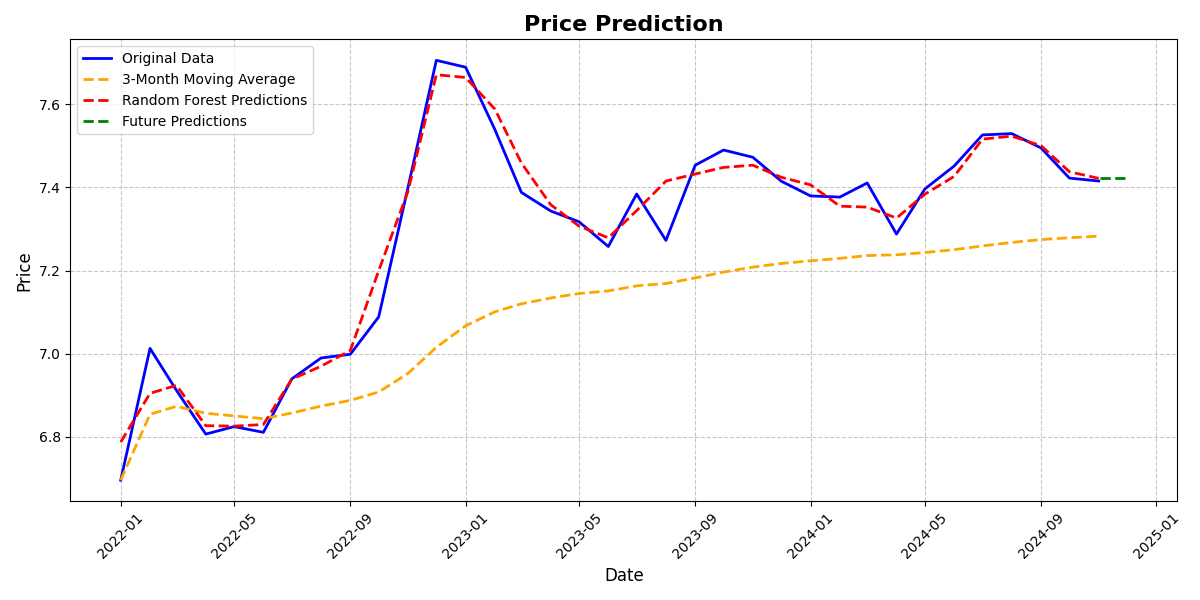 Price Prediction
Original Data
3-Month Moving Average
Random Forest Predictions
Future Predictions
Price
7.6
7.4
7.2
7.0
6.8
2022-01
2022-05
2022-09
2023-01
2023-05
2023-09
2024-01
2024-05
2024-09
2025-01
Date